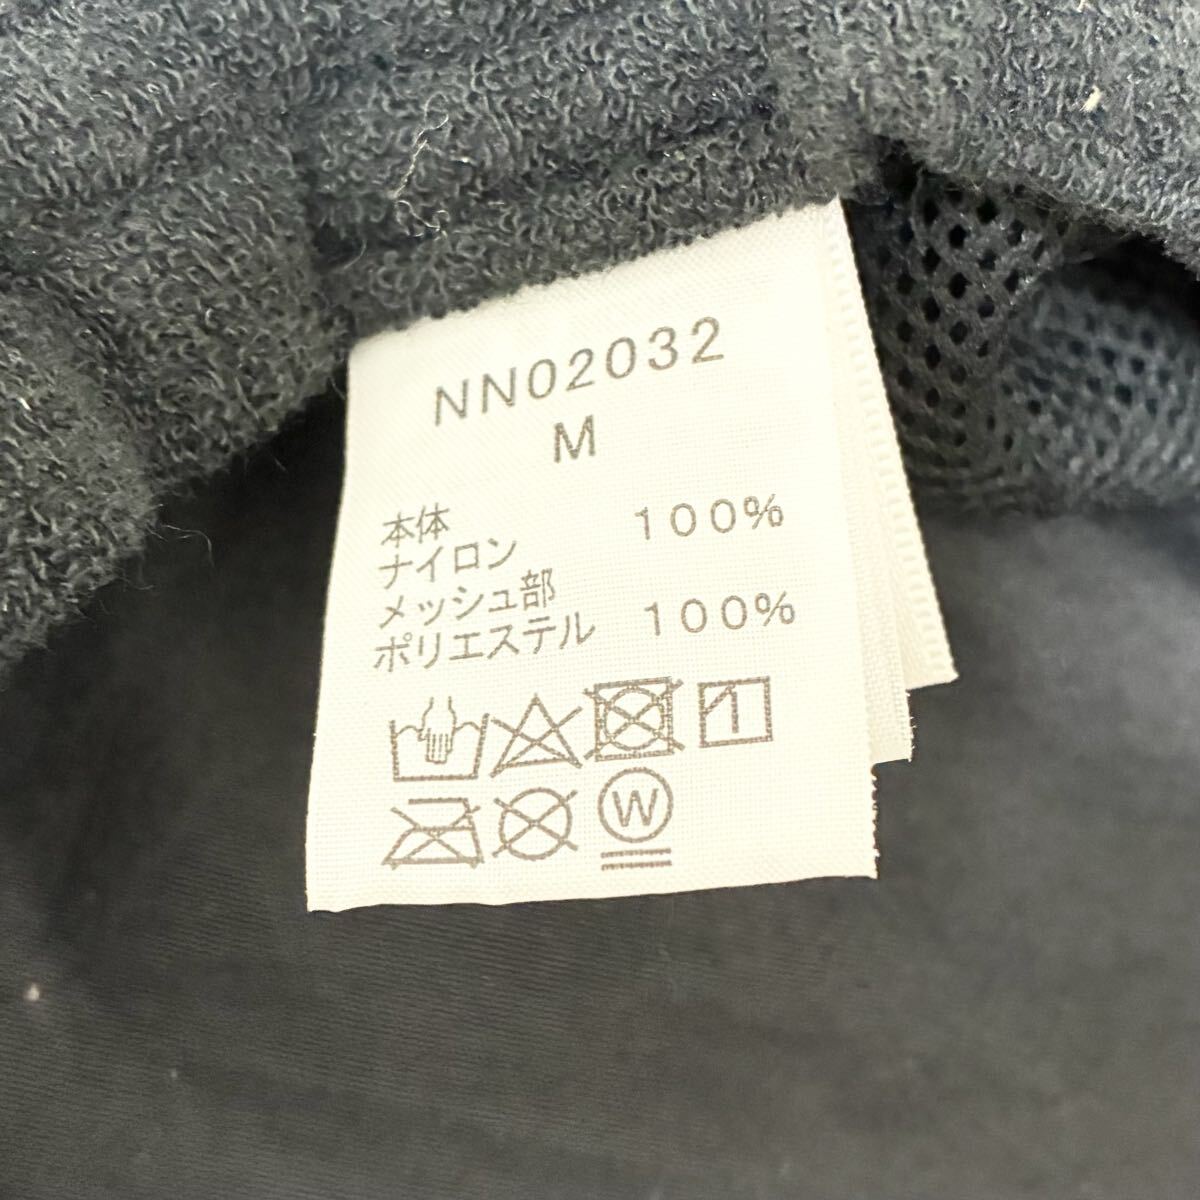 NN02032
M
本体
ナイロン 100%
メッシュ部
ポリエステル 100%
W